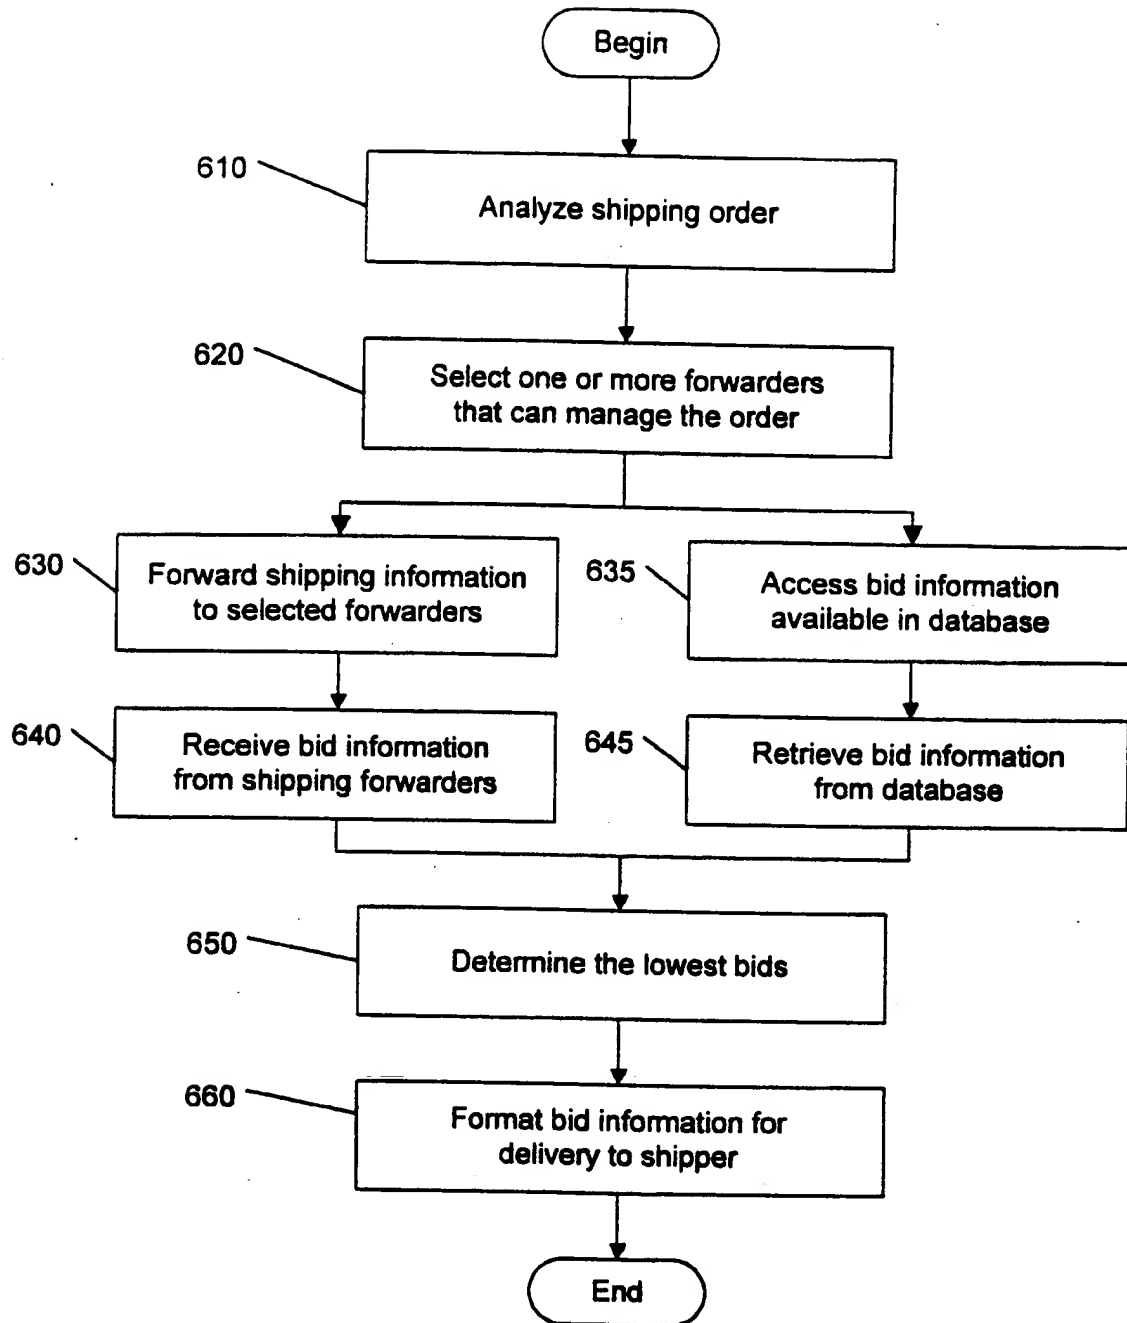 Begin
610
Analyze shipping order
620
Select one or more forwarders
that can manage the order
630
Forward shipping information
to selected forwarders
635
Access bid information
available in database
640
Receive bid information
from shipping forwarders
645
Retrieve bid information
from database
650
Determine the lowest bids
660
Format bid information for
delivery to shipper
End